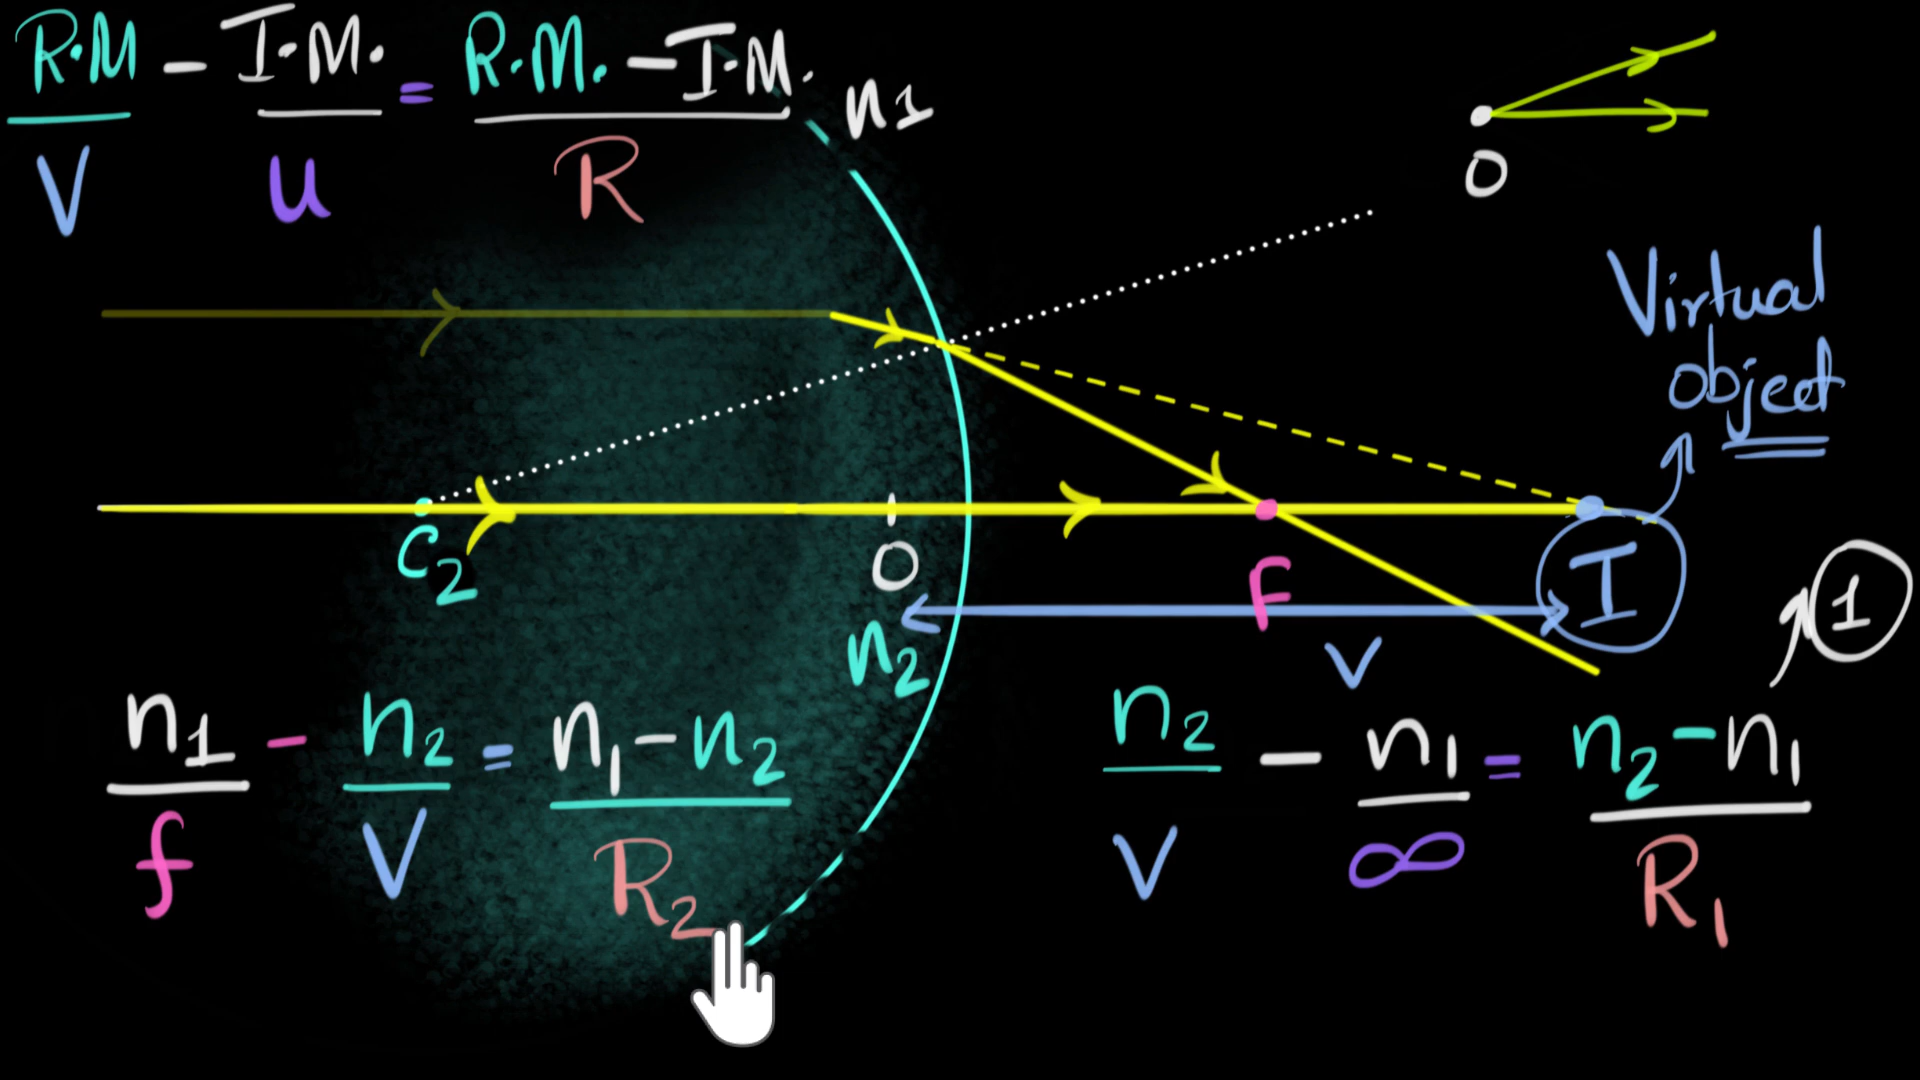 R.M/V - I.M./u = R.M. - I.M./R
n1
O
Virtual
object
C2
O
F
I
1
n2
V
n1/f - n2/V = n1 - n2/R2
n2/V - n1/∞ = n2 - n1/R1